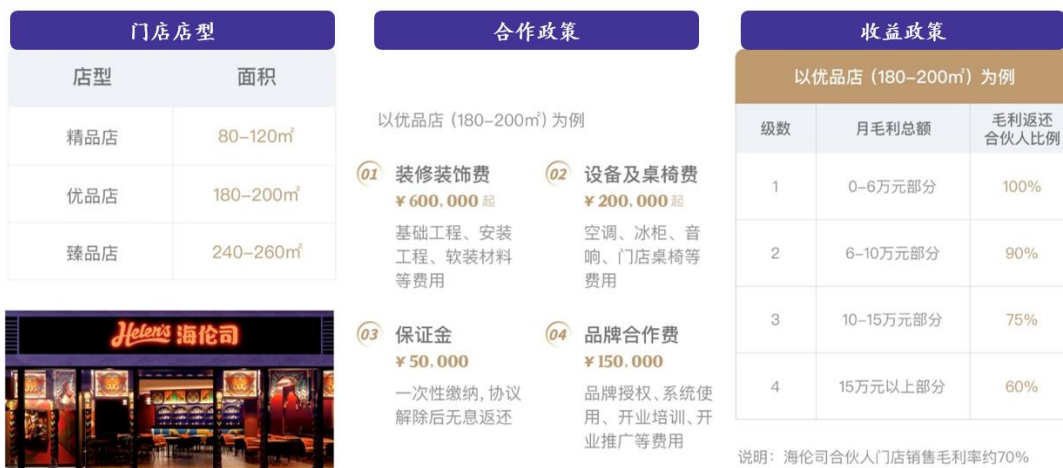 门店店型
店型 面积
精品店 80-120㎡
优品店 180-200㎡
臻品店 240-260㎡
Helen's 海伦司
合作政策
以优品店（180-200㎡）为例
01 装修装饰费
¥600,000 起
基础工程、安装
工程、软装材料
等费用
02 设备及桌椅费
¥200,000 起
空调、冰柜、音
响、门店桌椅等
费用
03 保证金
¥50,000
一次性缴纳，协议
解除后无息返还
04 品牌合作费
¥150,000
品牌授权、系统使
用、开业培训、开
业推广等费用
收益政策
以优品店（180-200㎡）为例
级数 月毛利总额 毛利返还
合伙人比例
1 0-6万元部分 100%
2 6-10万元部分 90%
3 10-15万元部分 75%
4 15万元以上部分 60%
说明：海伦司合伙人门店销售毛利率约70%